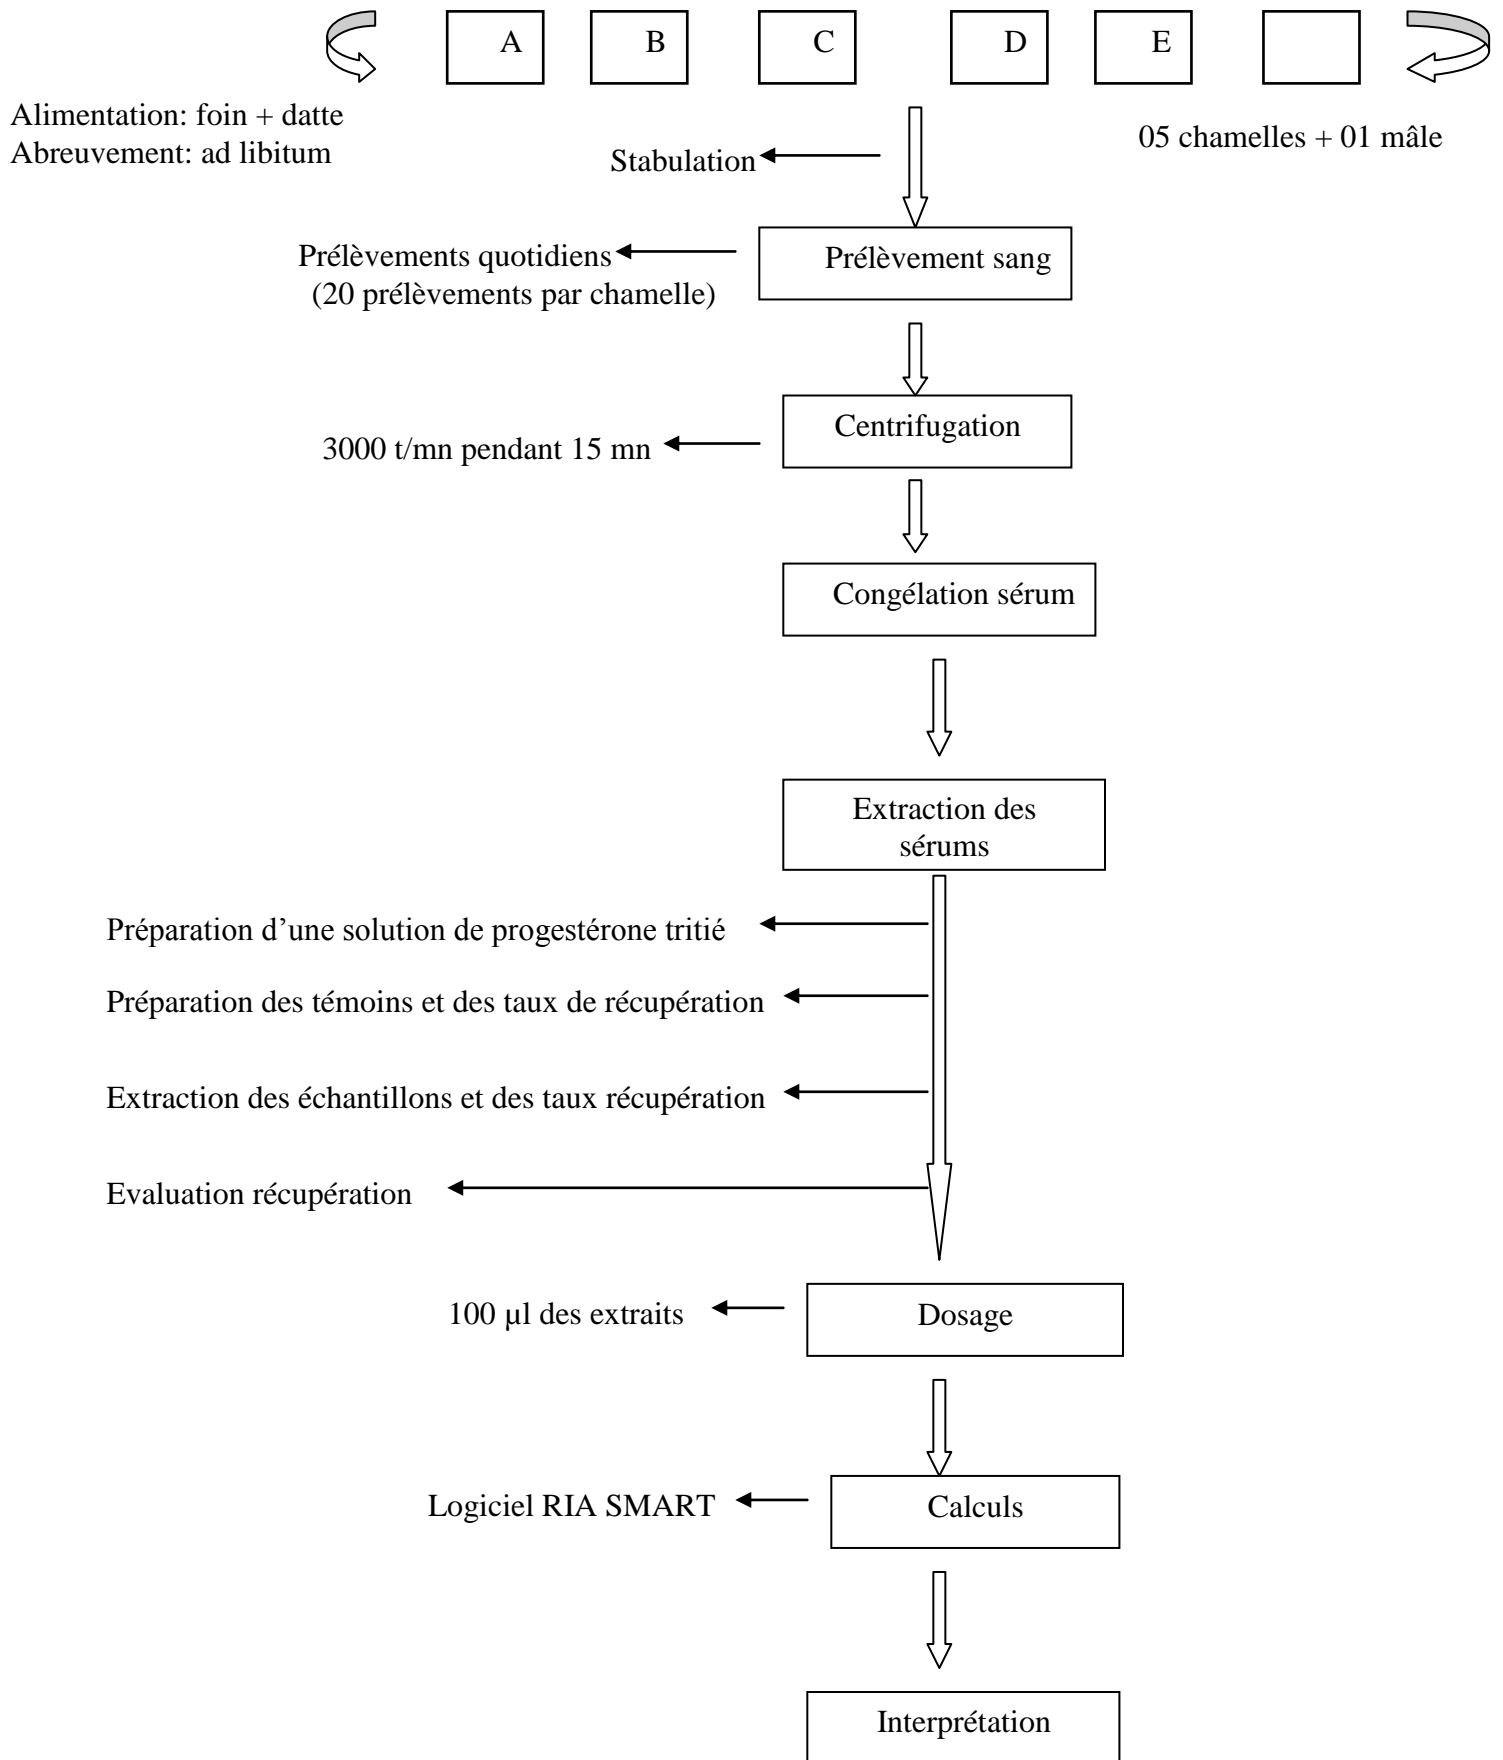 A B C D E
Alimentation: foin + datte
Abreuvement: ad libitum
05 chamelles + 01 mâle
Stabulation
Prélèvements quotidiens
(20 prélèvements par chamelle)
Prélèvement sang
Centrifugation
3000 t/mn pendant 15 mn
Congélation sérum
Extraction des
sérums
Préparation d’une solution de progestérone tritié
Préparation des témoins et des taux de récupération
Extraction des échantillons et des taux récupération
Evaluation récupération
100 µl des extraits
Dosage
Logiciel RIA SMART
Calculs
Interprétation